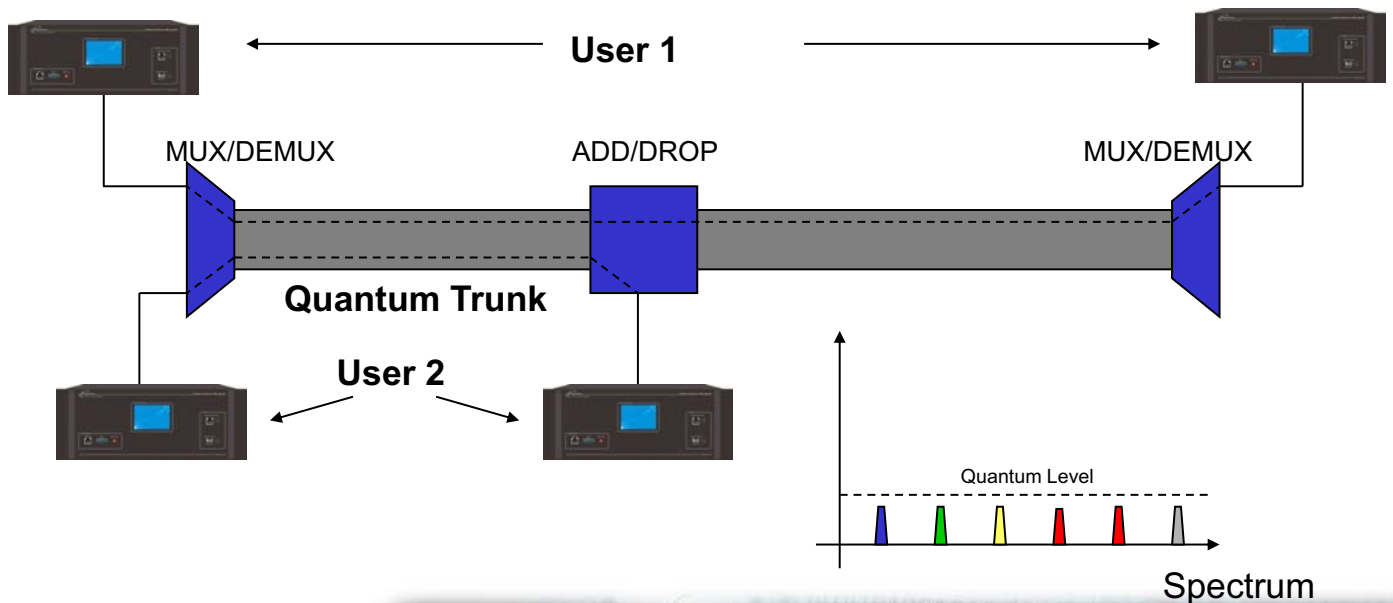 User 1
MUX/DEMUX
ADD/DROP
MUX/DEMUX
Quantum Trunk
User 2
Quantum Level
Spectrum